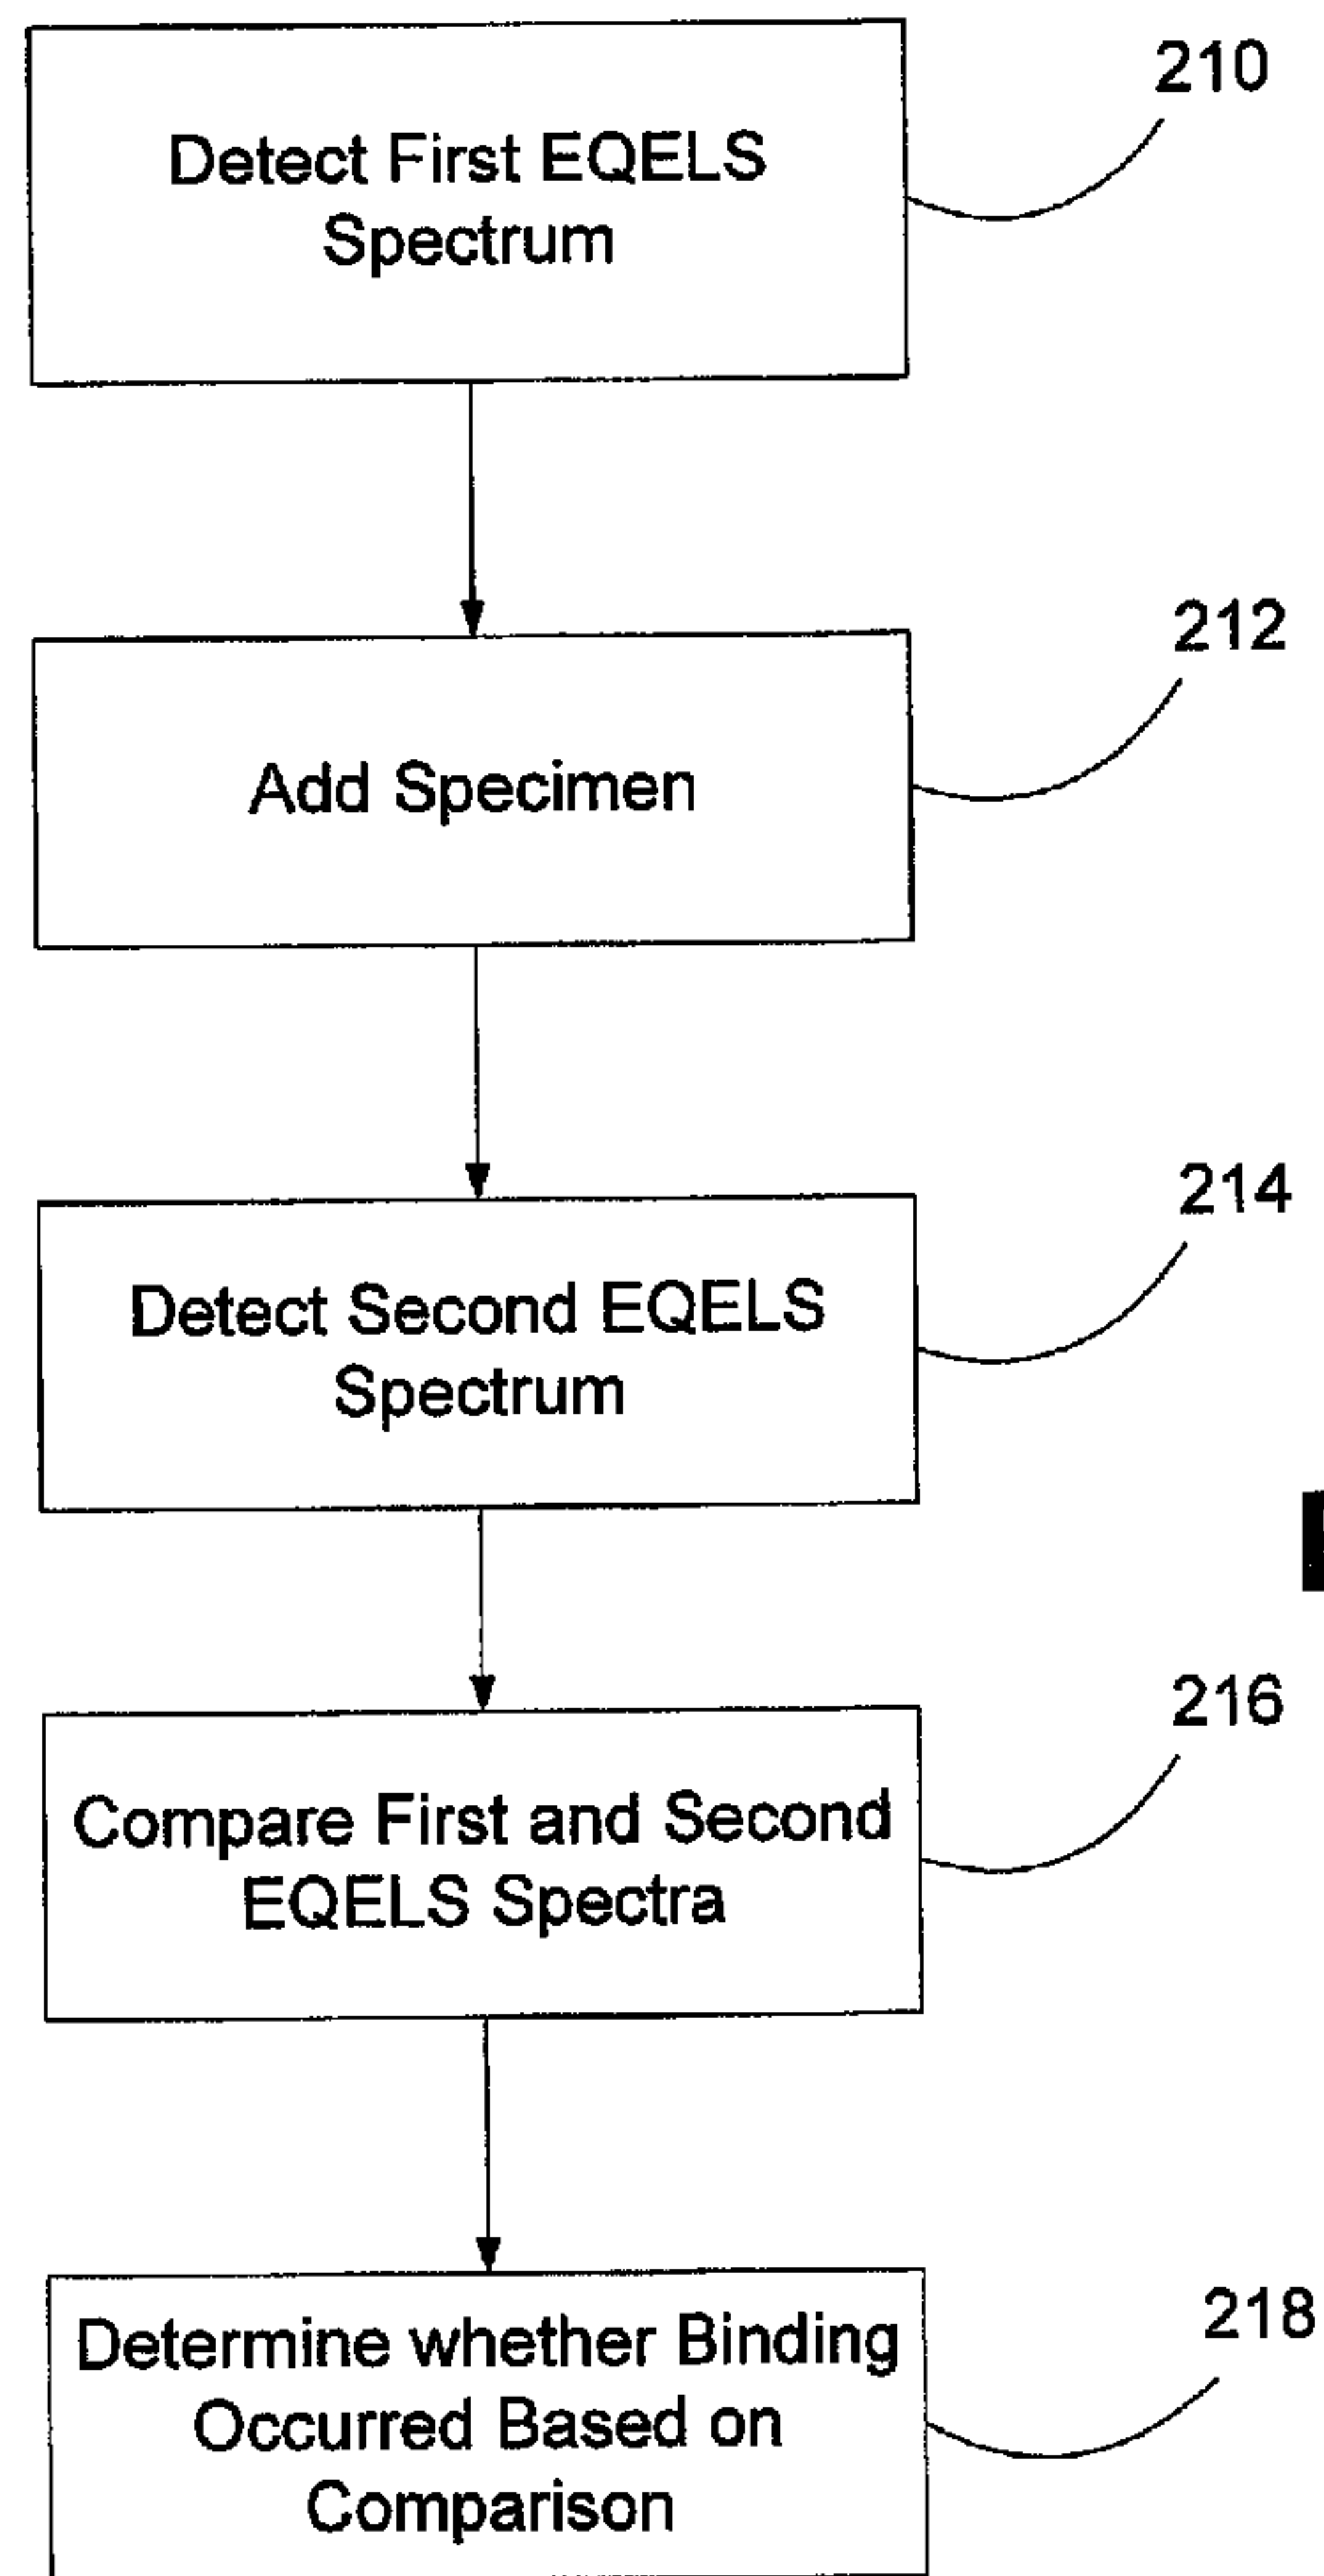 210
Detect First EQELS
Spectrum
212
Add Specimen
214
Detect Second EQELS
Spectrum
216
Compare First and Second
EQELS Spectra
218
Determine whether Binding
Occurred Based on
Comparison